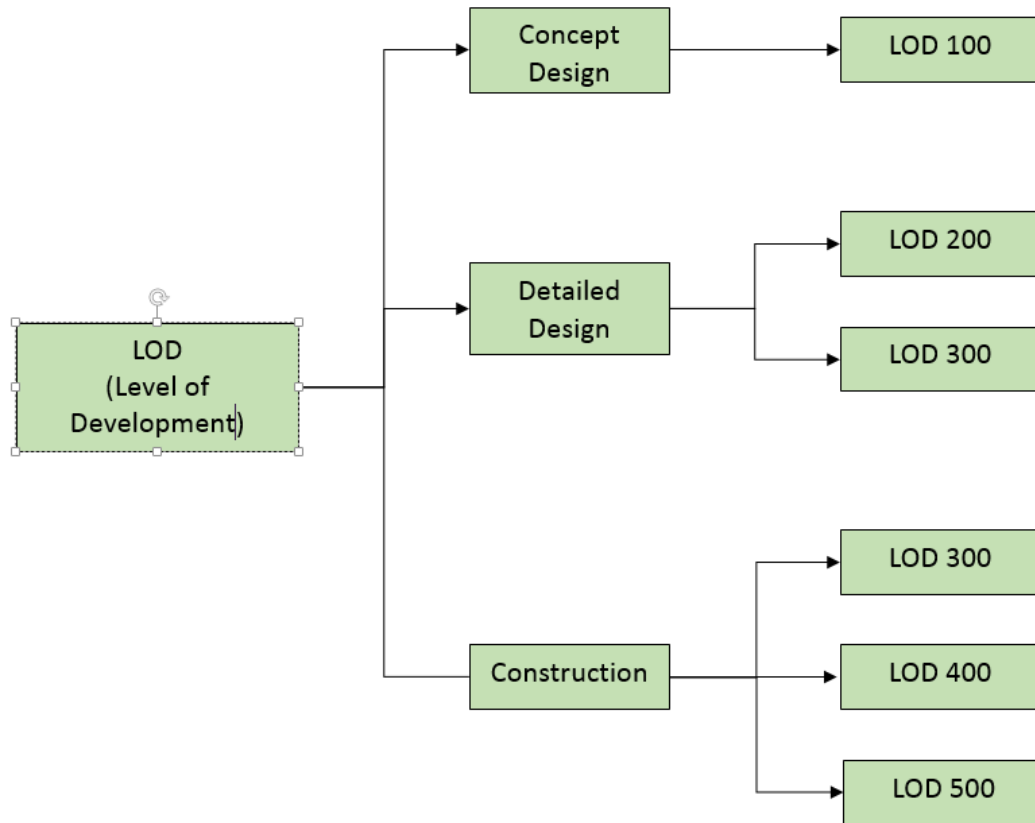 LOD
(Level of
Development)
Concept
Design
LOD 100
Detailed
Design
LOD 200
LOD 300
Construction
LOD 300
LOD 400
LOD 500